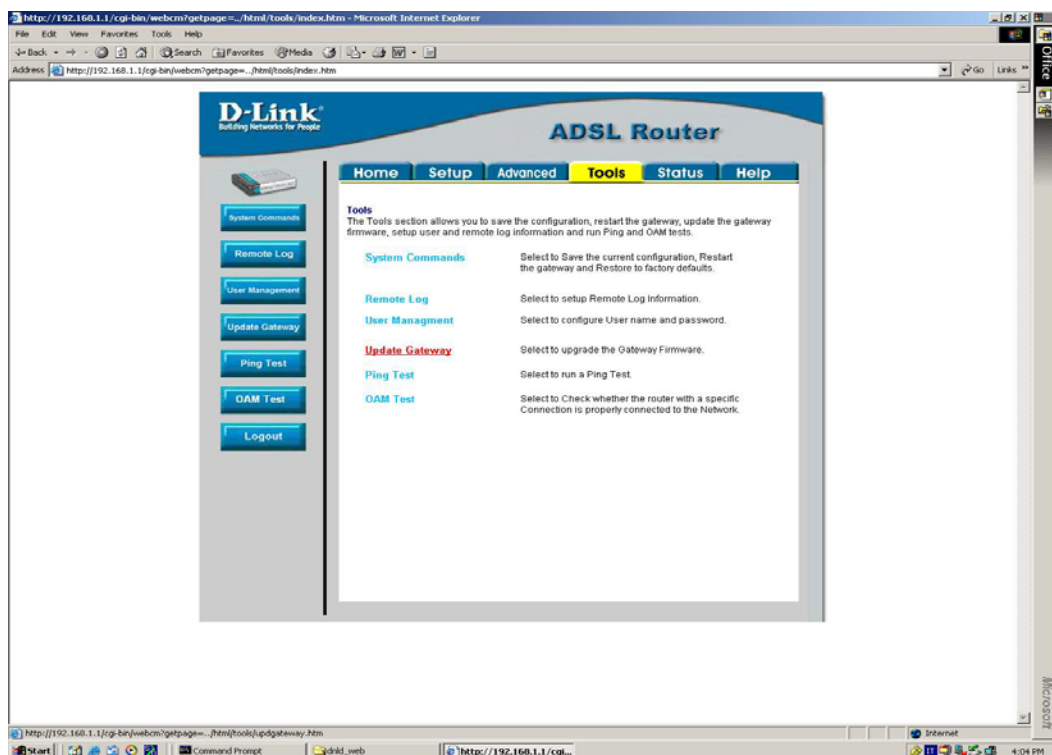 http://192.168.1.1/cgi-bin/webcm?getpage=../html/tools/index.htm - Microsoft Internet Explorer
File Edit View Favorites Tools Help
Back Search Favorites Media
Address http://192.168.1.1/cgi-bin/webcm?getpage=../html/tools/index.htm Go Links »
Office
D-Link
Building Networks for People
ADSL Router
Home Setup Advanced Tools Status Help
System Commands
Remote Log
User Management
Update Gateway
Ping Test
OAM Test
Logout
Tools
The Tools section allows you to save the configuration, restart the gateway, update the gateway
firmware, setup user and remote log information and run Ping and OAM tests.
System Commands Select to Save the current configuration, Restart
the gateway and Restore to factory defaults.
Remote Log Select to setup Remote Log Information.
User Managment Select to configure User name and password.
Update Gateway Select to upgrade the Gateway Firmware.
Ping Test Select to run a Ping Test
OAM Test Select to Check whether the router with a specific
Connection is properly connected to the Network.
Microsoft
http://192.168.1.1/cgi-bin/webcm?getpage=../html/tools/updgateway.htm Internet
Start Command Prompt dnld_web http://192.168.1.1/cgi... 4:04 PM